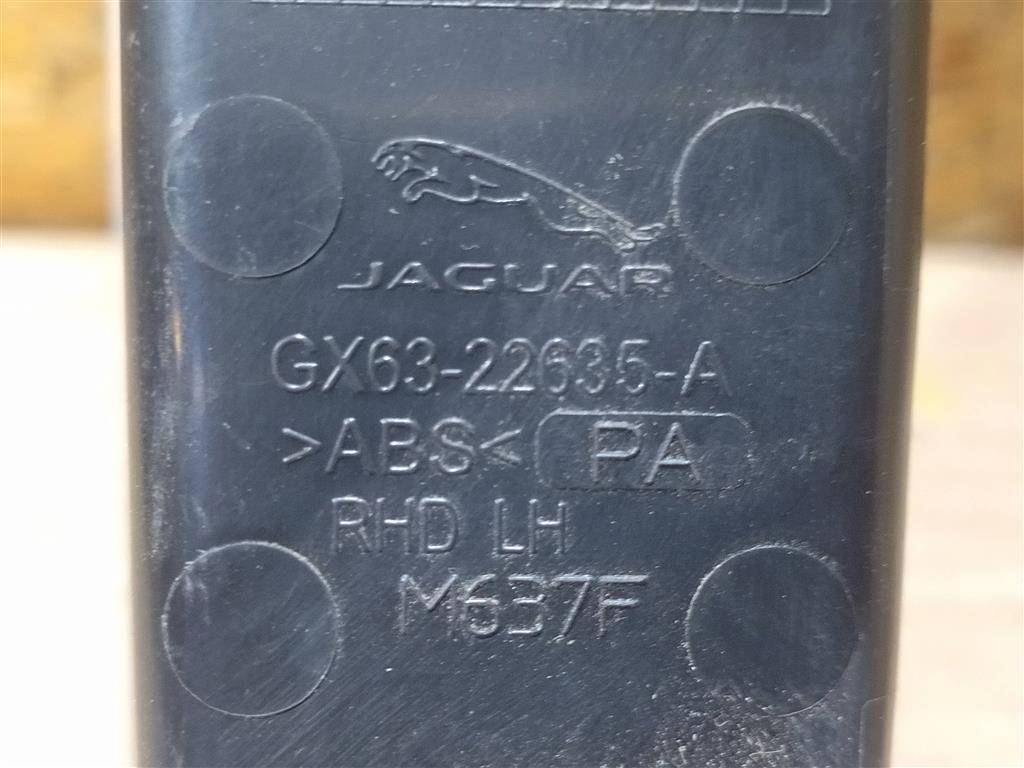 JAGUAR
GX63-22635-A
>ABS< PA
RHD LH
M637F